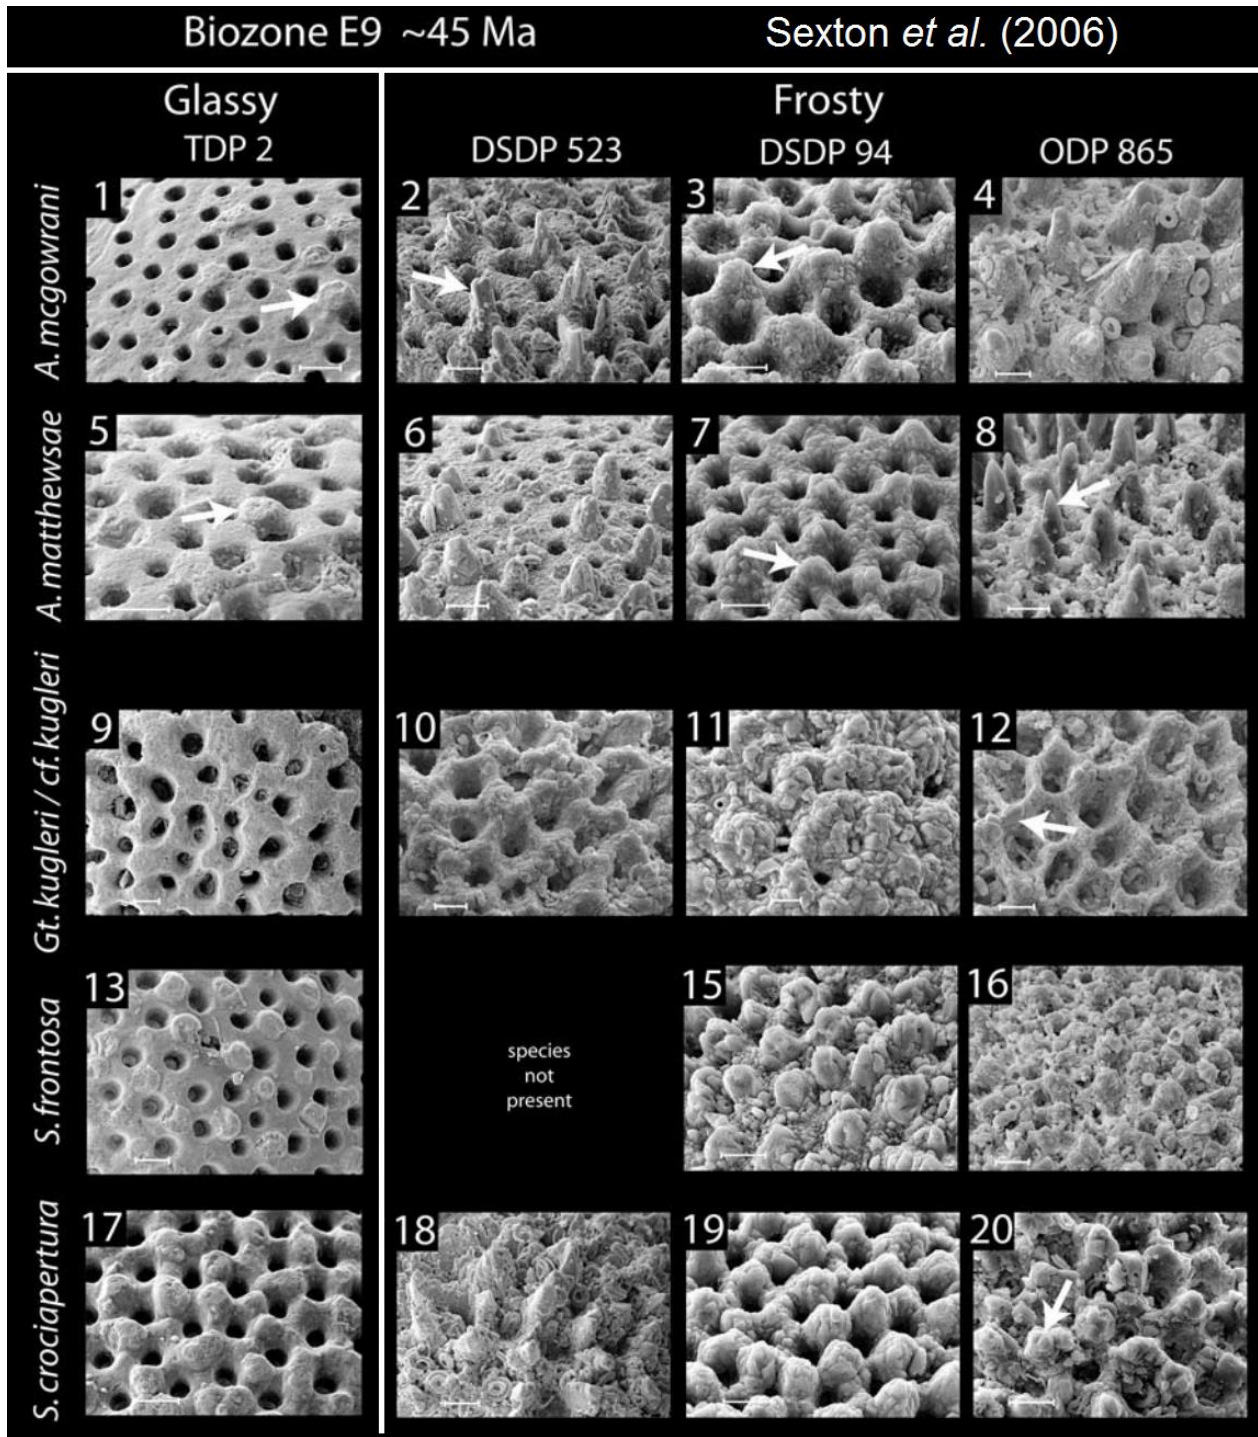 Biozone E9 ~45 Ma
Sexton et al. (2006)
Glassy
Frosty
TDP 2
DSDP 523
DSDP 94
ODP 865
A. mcgowrani
1
2
3
4
A. matthewsae
5
6
7
8
Gt. kugleri / cf. kugleri
9
10
11
12
S. frontosa
13
species
not
present
15
16
S. crociapertura
17
18
19
20